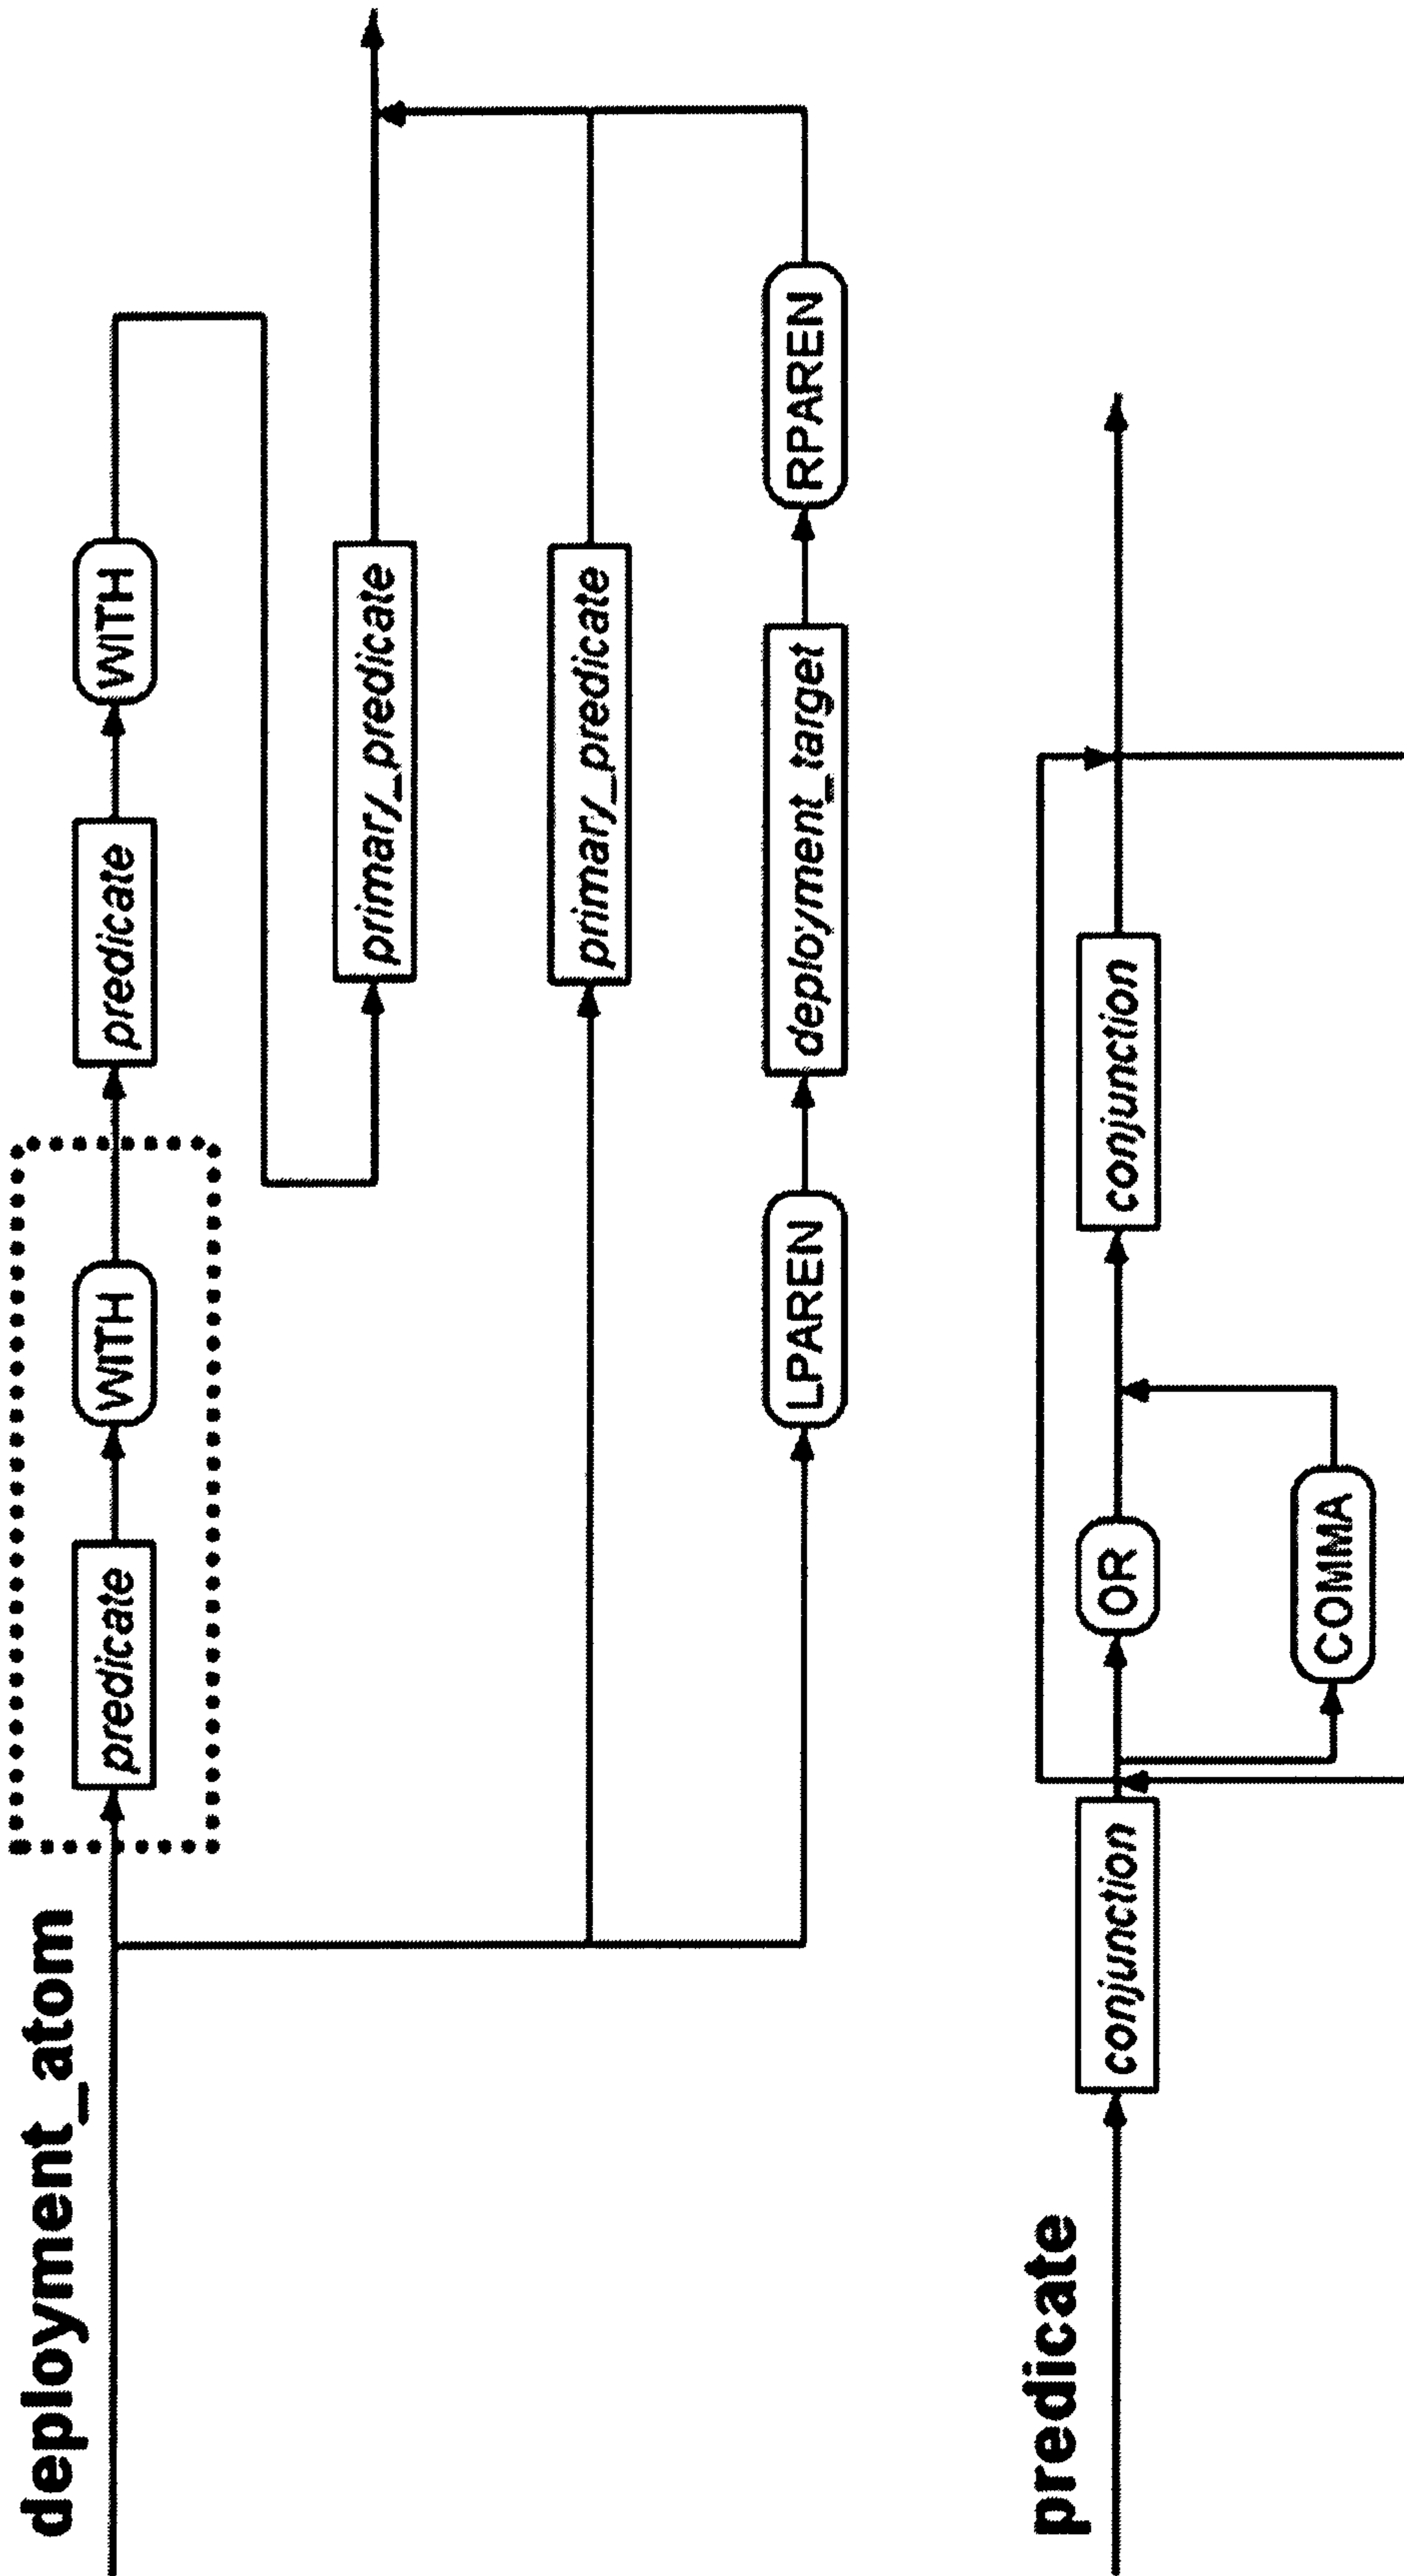 deployment_atom
predicate WITH predicate WITH
primary_predicate
primary_predicate
LPAREN deployment_target RPAREN
predicate
conjunction OR conjunction
COMMA